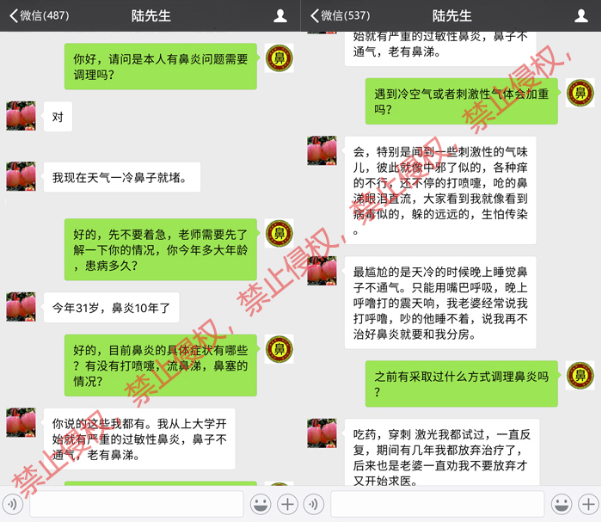 微信(487)
陆先生
你好，请问是本人有鼻炎问题需要
调理吗？
鼻
对
我现在天气一冷鼻子就堵。
好的，先不要着急，老师需要先了
解一下你的情况，你今年多大年龄
，患病多久？
鼻
今年31岁，鼻炎10年了
好的，目前鼻炎的具体症状有哪些
？有没有打喷嚏，流鼻涕，鼻塞的
情况？
鼻
你说的这些我都有。我从上大学开
始就有严重的过敏性鼻炎，鼻子不
通气，老有鼻涕。
微信(537)
陆先生
始就有严重的过敏性鼻炎，鼻子不
通气，老有鼻涕。
遇到冷空气或者刺激性气体会加重
吗？
鼻
会，特别是闻到一些刺激性的气味
儿，彼此就像中邪了似的，各种痒
的不行，还不停的打喷嚏，呛的鼻
涕眼泪直流，大家看到我就像看到
病毒似的，躲的远远的，生怕传染
。
最尴尬的是天冷的时候晚上睡觉鼻
子不通气。只能用嘴巴呼吸，晚上
呼噜打的震天响，我老婆经常说我
打呼噜，吵的他睡不着，说我再不
治好鼻炎就要和我分房。
之前有采取过什么方式调理鼻炎吗
？
鼻
吃药，穿刺 激光我都试过，一直反
复，期间有几年我都放弃治疗了，
后来也是老婆一直劝我不要放弃才
又开始求医。
禁止侵权，禁止侵权，禁止侵权，禁止侵权，禁止侵权，